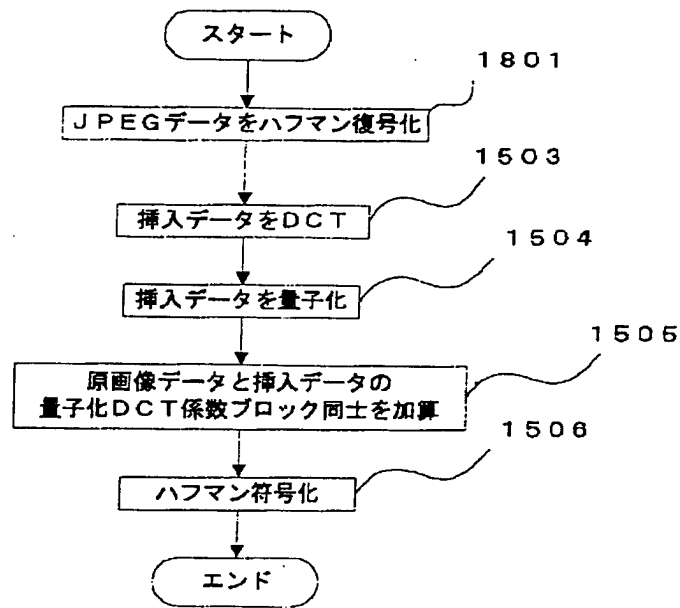 スタート
1801
JPEGデータをハフマン復号化
1503
挿入データをDCT
1504
挿入データを量子化
1505
原画像データと挿入データの
量子化DCT係数ブロック同士を加算
1506
ハフマン符号化
エンド